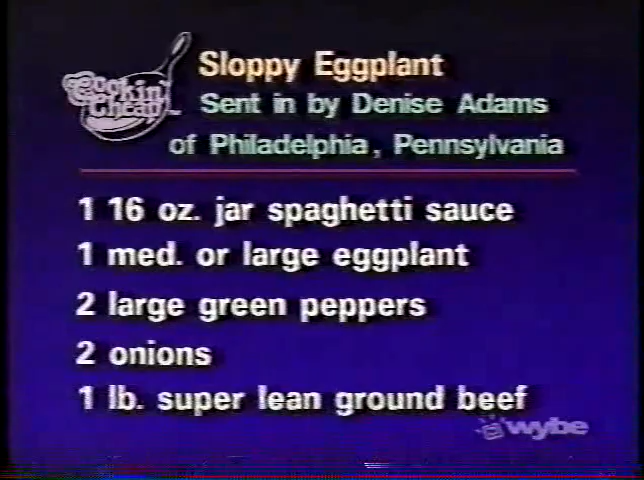 Cookin'
Cheap
Sloppy Eggplant
Sent in by Denise Adams
of Philadelphia, Pennsylvania
1 16 oz. jar spaghetti sauce
1 med. or large eggplant
2 large green peppers
2 onions
1 lb. super lean ground beef
wybe